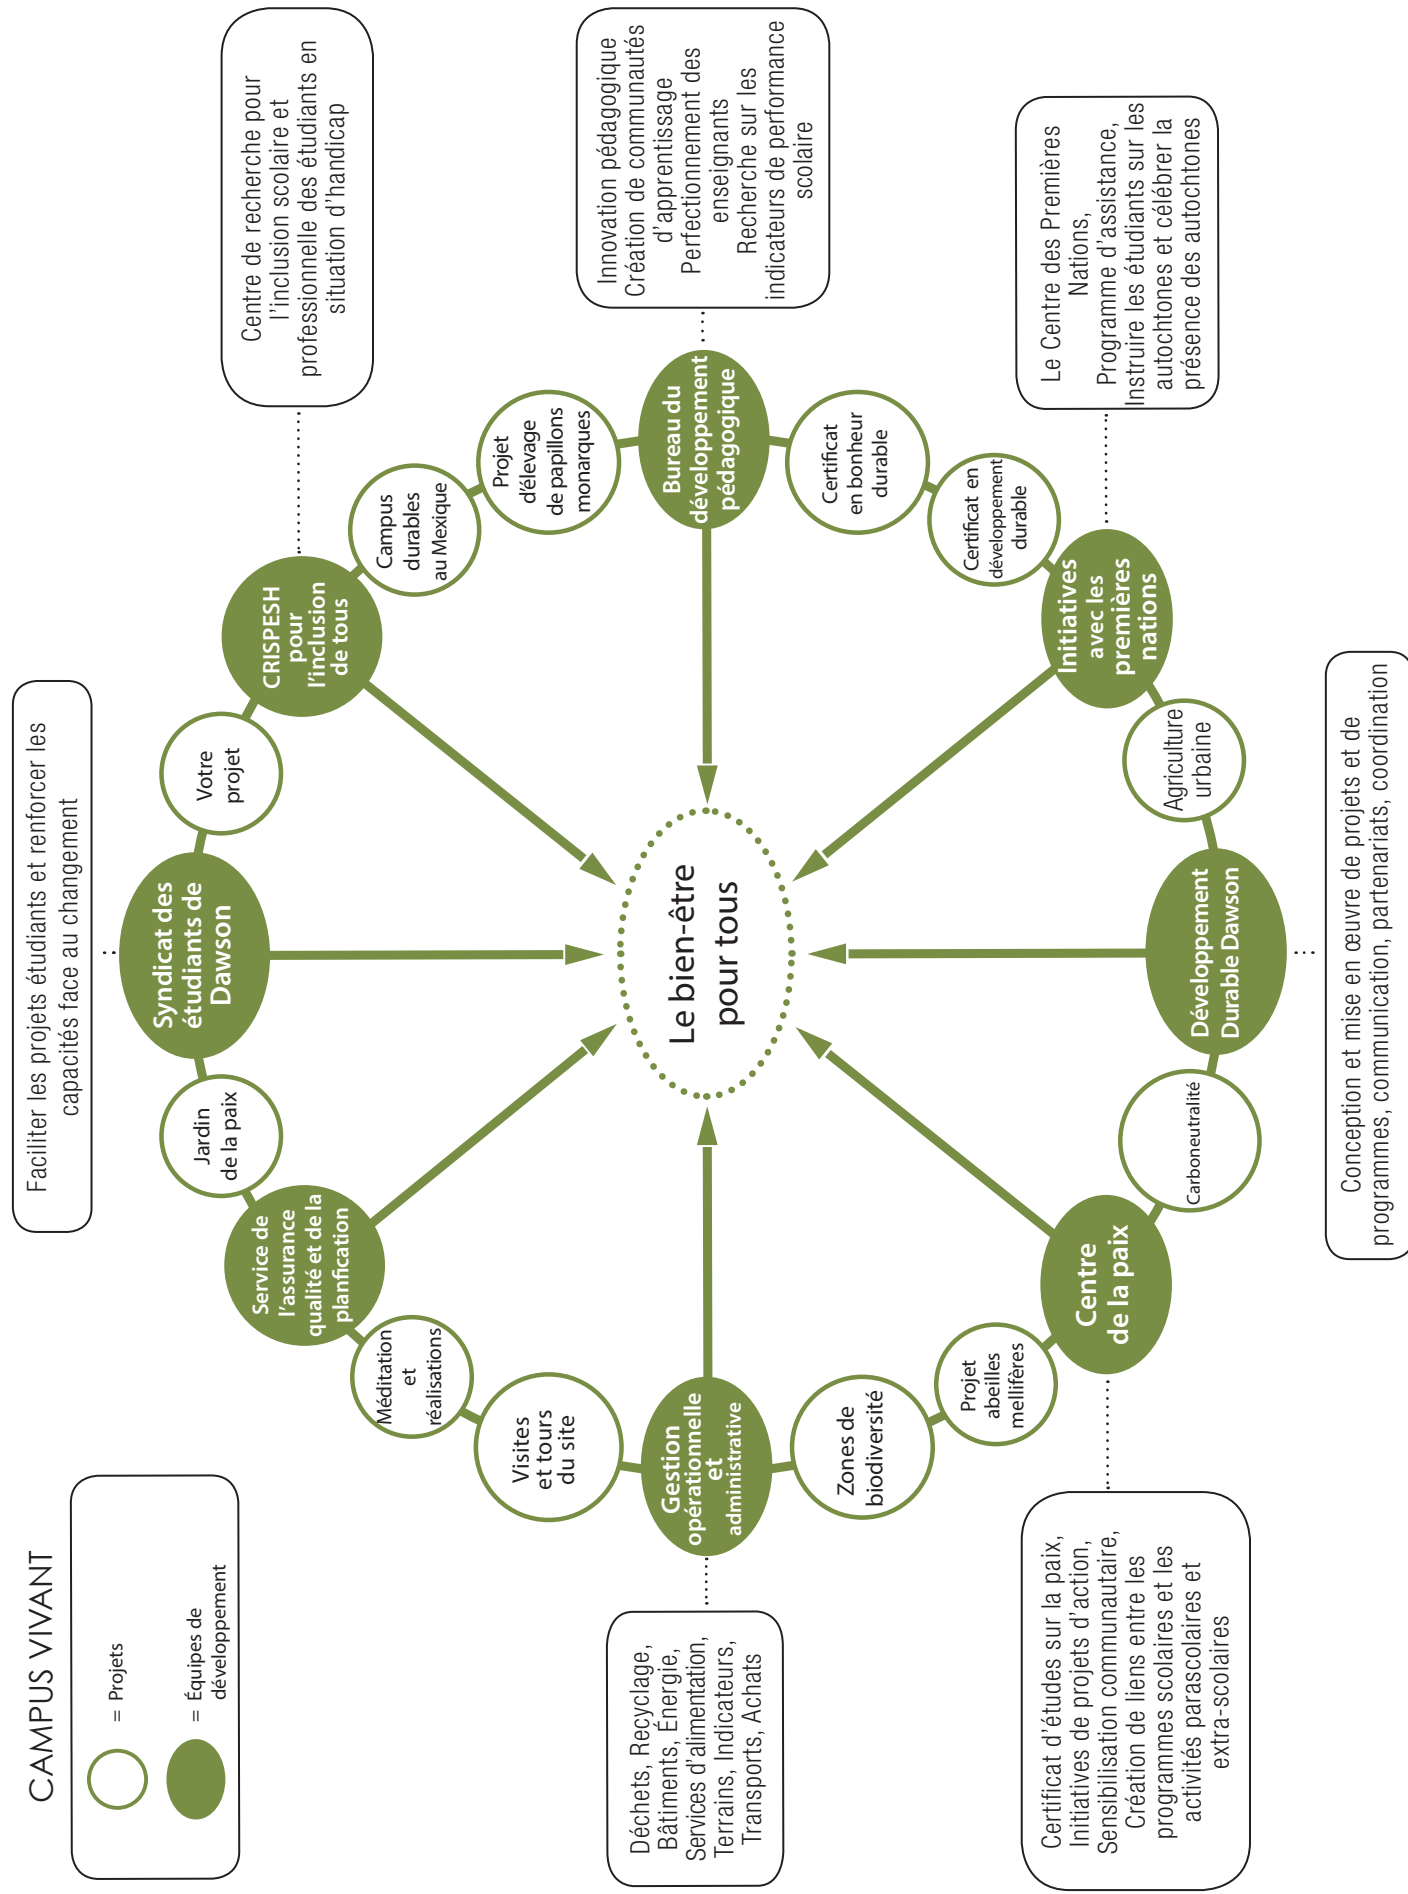 CAMPUS VIVANT
= Projets
= Équipes de
développement
Faciliter les projets étudiants et renforcer les
capacités face au changement
Syndicat des
étudiants de
Dawson
Votre
projet
CRISPESH
pour
l'inclusion
de tous
Centre de recherche pour
l'inclusion scolaire et
professionnelle des étudiants en
situation d'handicap
Campus
durables
au Mexique
Projet
d'élevage
de papillons
monarques
Bureau du
développement
pédagogique
Innovation pédagogique
Création de communautés
d'apprentissage
Perfectionnement des
enseignants
Recherche sur les
indicateurs de performance
scolaire
Certificat
en bonheur
durable
Certificat en
développement
durable
Initiatives
avec les
premières
nations
Le Centre des Premières
Nations,
Programme d'assistance,
Instruire les étudiants sur les
autochtones et célébrer la
présence des autochtones
Agriculture
urbaine
Développement
Durable Dawson
Conception et mise en œuvre de projets et de
programmes, communication, partenariats, coordination
Carboneutralité
Centre
de la paix
Certificat d'études sur la paix,
Initiatives de projets d'action,
Sensibilisation communautaire,
Création de liens entre les
programmes scolaires et les
activités parascolaires et
extra-scolaires
Projet
abeilles
mellifères
Zones de
biodiversité
Gestion
opérationnelle
et
administrative
Déchets, Recyclage,
Bâtiments, Énergie,
Services d'alimentation,
Terrains, Indicateurs,
Transports, Achats
Visites
et tours
du site
Méditation
et
réalisations
Service de
l'assurance
qualité et de la
planfication
Jardin
de la paix
Le bien-être
pour tous